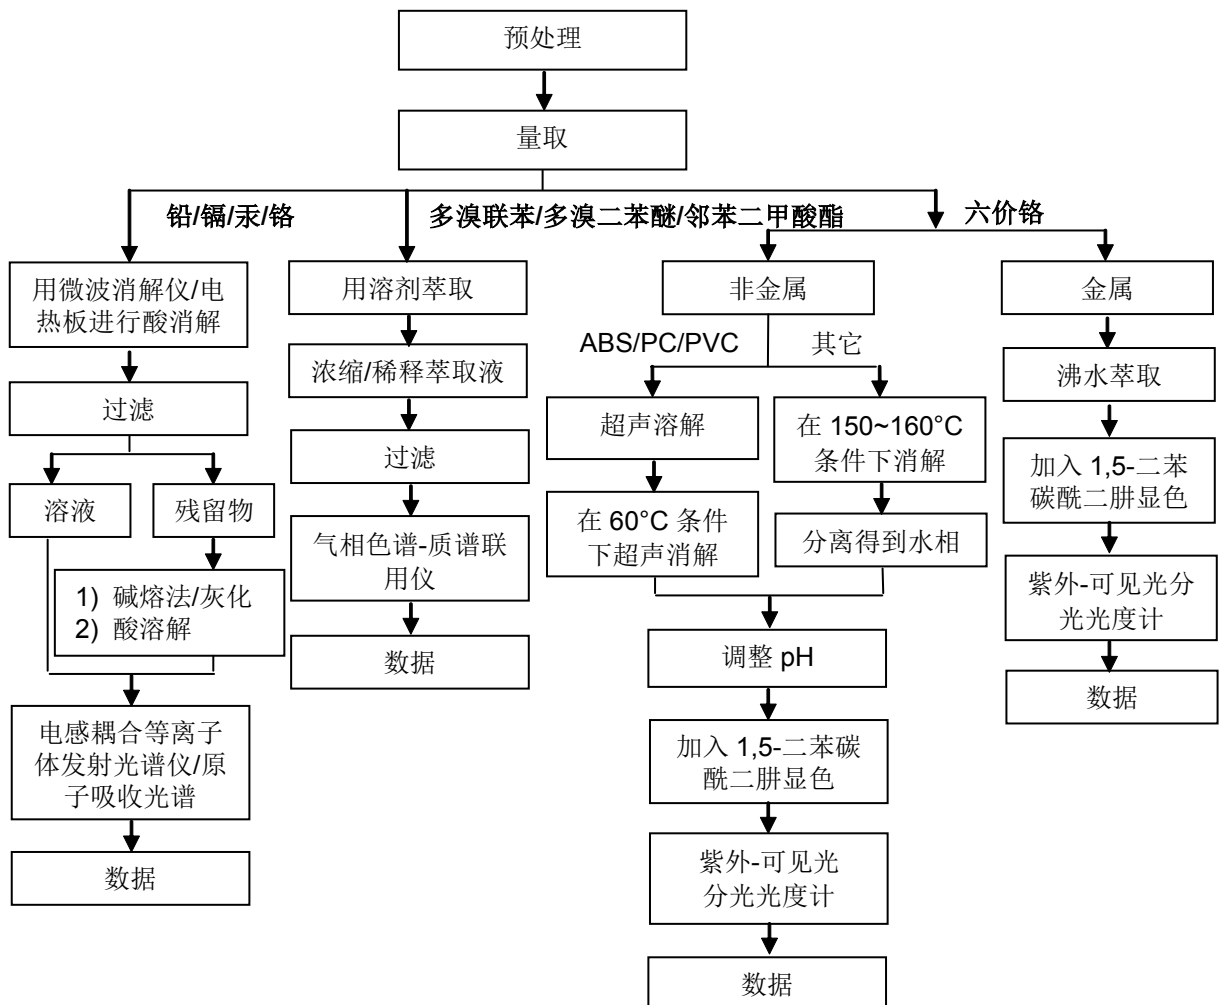 预处理
量取
铅/镉/汞/铬
多溴联苯/多溴二苯醚/邻苯二甲酸酯
六价铬
用微波消解仪/电
热板进行酸消解
过滤
溶液
残留物
1) 碱熔法/灰化
2) 酸溶解
电感耦合等离子
体发射光谱仪/原
子吸收光谱
数据
用溶剂萃取
浓缩/稀释萃取液
过滤
气相色谱-质谱联
用仪
数据
非金属
ABS/PC/PVC
其它
超声溶解
在 60°C 条件
下超声消解
在 150~160°C
条件下消解
分离得到水相
调整 pH
加入 1,5-二苯碳
酰二肼显色
紫外-可见光
分光光度计
数据
金属
沸水萃取
加入 1,5-二苯
碳酰二肼显色
紫外-可见光分
光光度计
数据